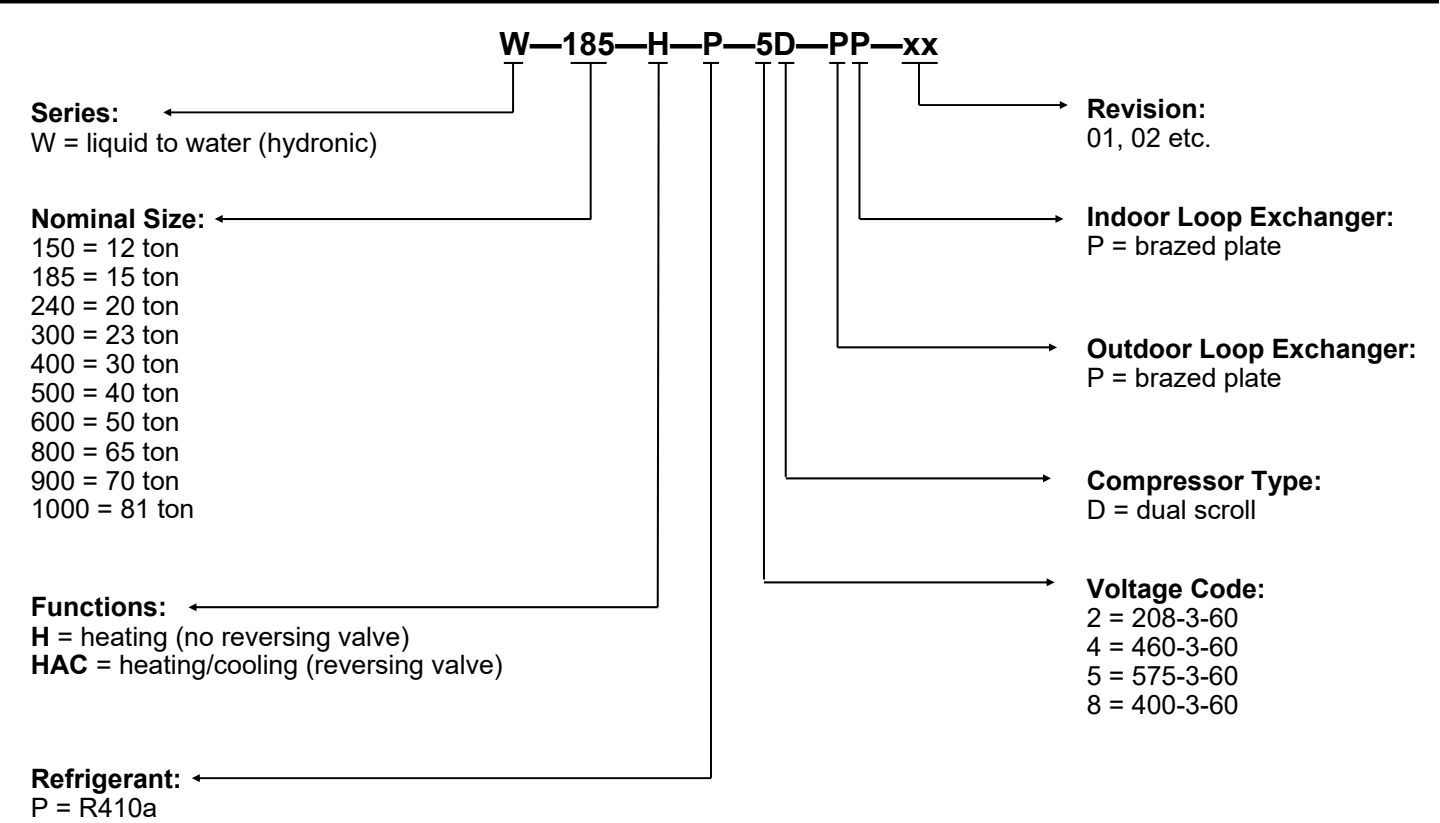 W—185—H—P—5D—PP—xx
Series:
W = liquid to water (hydronic)
Nominal Size:
150 = 12 ton
185 = 15 ton
240 = 20 ton
300 = 23 ton
400 = 30 ton
500 = 40 ton
600 = 50 ton
800 = 65 ton
900 = 70 ton
1000 = 81 ton
Functions:
H = heating (no reversing valve)
HAC = heating/cooling (reversing valve)
Refrigerant:
P = R410a
Revision:
01, 02 etc.
Indoor Loop Exchanger:
P = brazed plate
Outdoor Loop Exchanger:
P = brazed plate
Compressor Type:
D = dual scroll
Voltage Code:
2 = 208-3-60
4 = 460-3-60
5 = 575-3-60
8 = 400-3-60